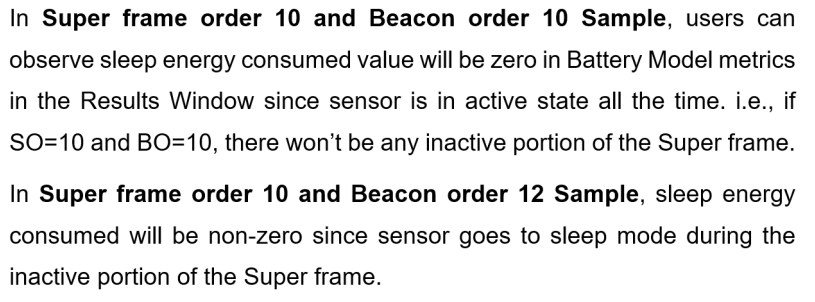 In Super frame order 10 and Beacon order 10 Sample, users can
observe sleep energy consumed value will be zero in Battery Model metrics
in the Results Window since sensor is in active state all the time. i.e., if
SO=10 and BO=10, there won’t be any inactive portion of the Super frame.
In Super frame order 10 and Beacon order 12 Sample, sleep energy
consumed will be non-zero since sensor goes to sleep mode during the
inactive portion of the Super frame.